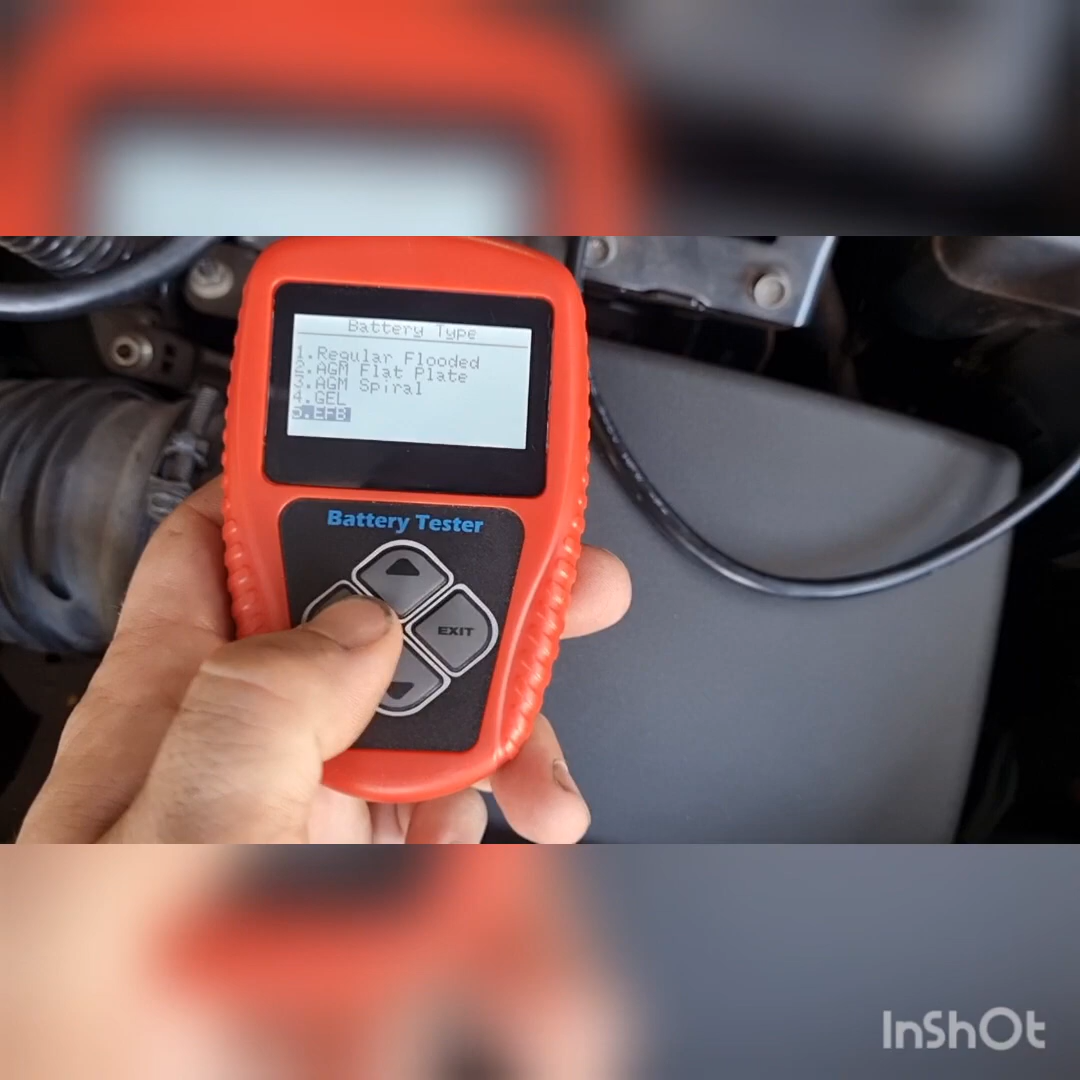 Battery Type
1.Regular Flooded
2.AGM Flat Plate
3.AGM Spiral
4.GEL
5.EFB
Battery Tester
EXIT
InShOt